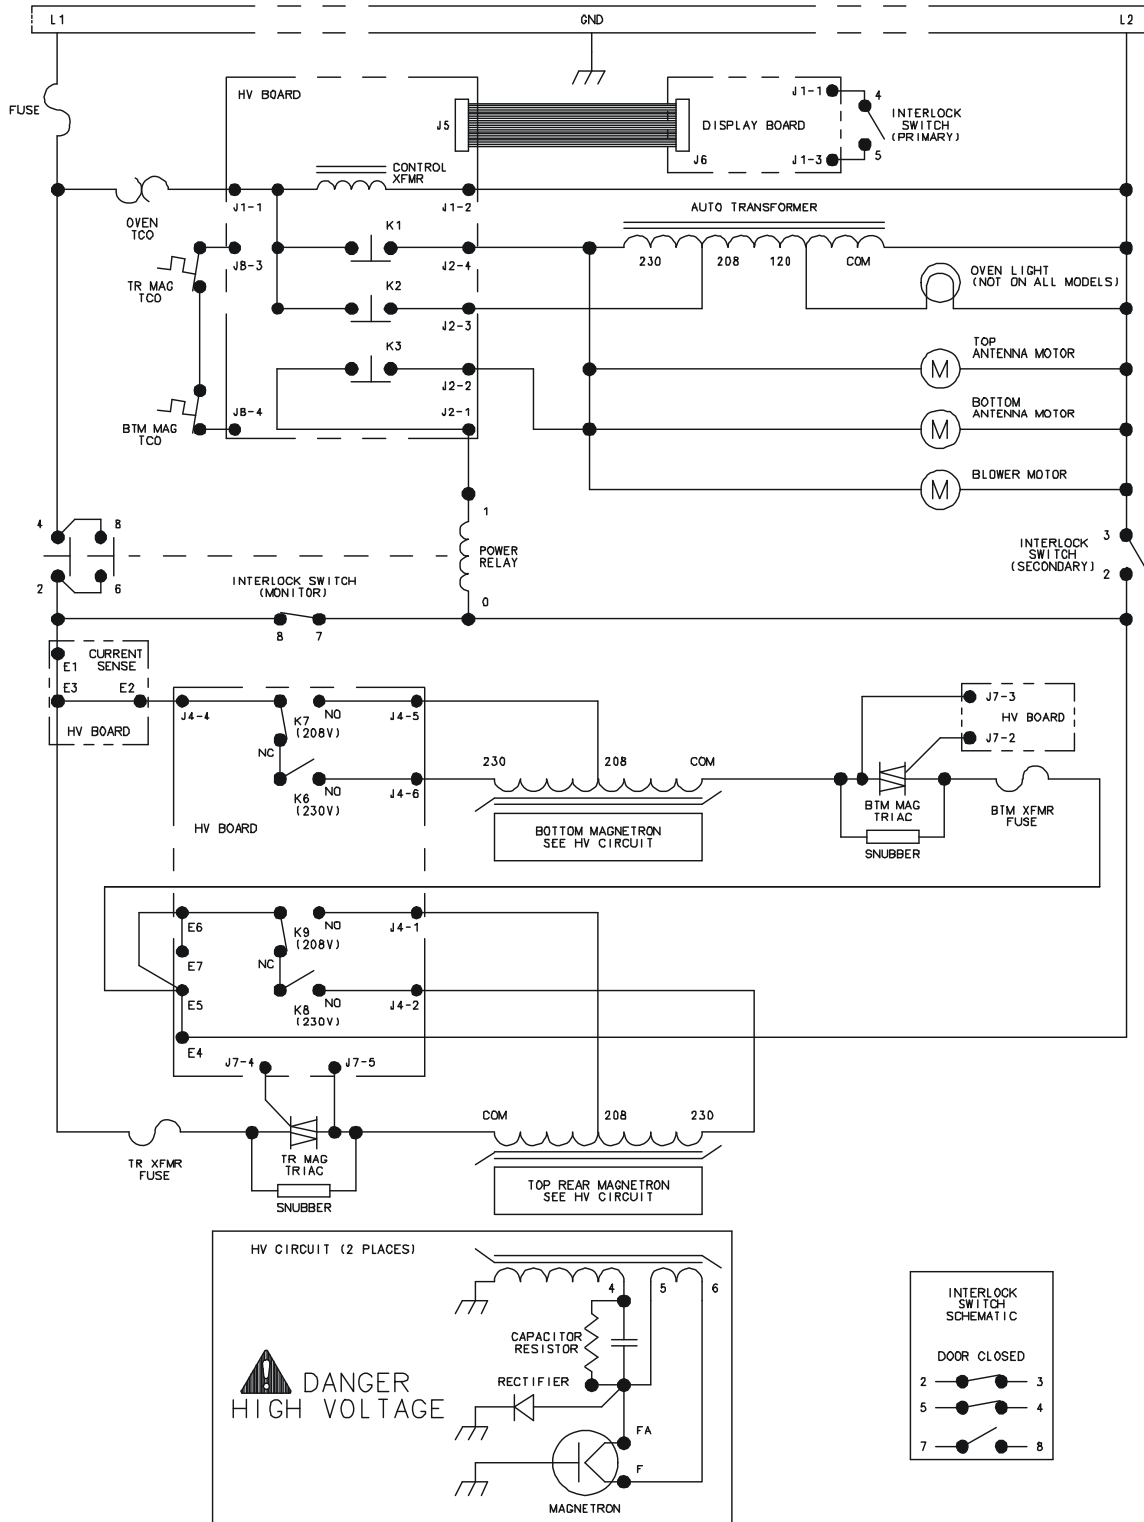 L1
GND
L2
FUSE
HV BOARD
J5
DISPLAY BOARD
J6
J1-1
J1-3
4
5
INTERLOCK
SWITCH
(PRIMARY)
CONTROL
XFMR
OVEN
TCO
J1-1
J1-2
AUTO TRANSFORMER
K1
J8-3
J2-4
230
208
120
COM
TR MAG
TCO
OVEN LIGHT
(NOT ON ALL MODELS)
K2
J2-3
K3
J2-2
TOP
ANTENNA MOTOR
M
BTM MAG
TCO
J8-4
J2-1
BOTTOM
ANTENNA MOTOR
M
BLOWER MOTOR
M
4
8
2
6
1
POWER
RELAY
0
INTERLOCK
SWITCH
(SECONDARY)
3
2
INTERLOCK SWITCH
(MONITOR)
8
7
E1
CURRENT
SENSE
E3
E2
HV BOARD
J4-4
K7
(208V)
NO
J4-5
NC
K6
(230V)
NO
J4-6
HV BOARD
230
208
COM
BOTTOM MAGNETRON
SEE HV CIRCUIT
J7-3
HV BOARD
J7-2
BTM MAG
TRIAC
SNUBBER
BTM XFMR
FUSE
E6
K9
(208V)
NO
J4-1
E7
NC
E5
K8
(230V)
NO
J4-2
E4
J7-4
J7-5
COM
208
230
TR XFMR
FUSE
TR MAG
TRIAC
SNUBBER
TOP REAR MAGNETRON
SEE HV CIRCUIT
HV CIRCUIT (2 PLACES)
4
5
6
CAPACITOR
RESISTOR
RECTIFIER
!
DANGER
HIGH VOLTAGE
FA
F
MAGNETRON
INTERLOCK
SWITCH
SCHEMATIC
DOOR CLOSED
2
3
5
4
7
8